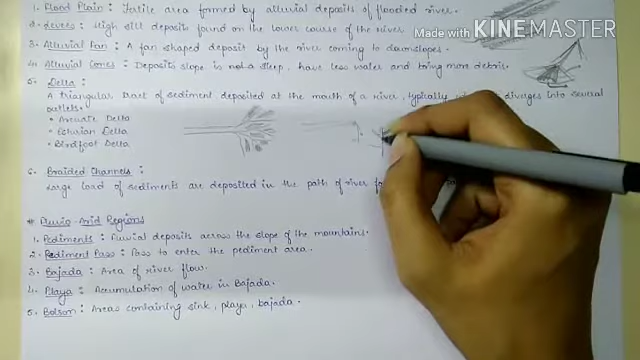 1. Flood Plain : Fertile area formed by alluvial deposits of flooded river.
2. Levees : High silt deposits found on the lower course of the river.
Made with KINEMASTER
3. Alluvial Fan : A fan shaped deposit by the river coming to downslopes.
4. Alluvial Cones : Deposits slope is not a steep, have less water and bring more debris.
5. Delta :
A triangular tract of sediment deposited at the mouth of a river, typically diverges into several
outlets.
• Arcuate Delta
• Estuarian Delta
• Birdfoot Delta
6. Braided Channels :
Large load of sediments are deposited in the path of river
# Fluvio-Arid Regions
1. Pediments : Fluvial deposits across the slope of the mountains.
2. Pediment Pass : Pass to enter the pediment area.
3. Bajada : Area of river flow.
4. Playa : Accumulation of water in Bajada.
5. Bolson : Areas containing sink, playa, bajada.